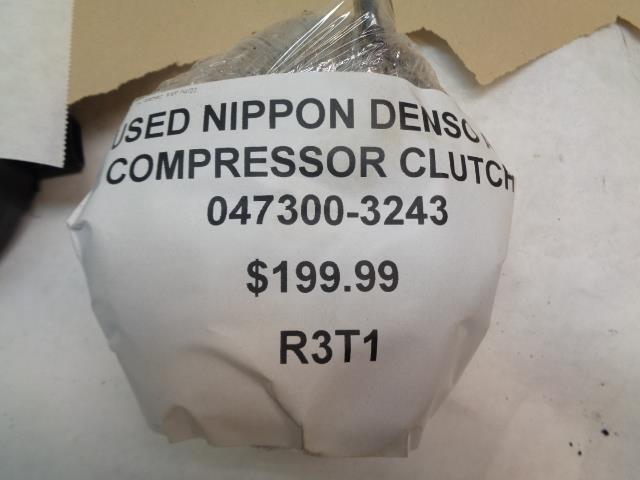 USED NIPPON DENSO
COMPRESSOR CLUTCH
047300-3243
$199.99
R3T1